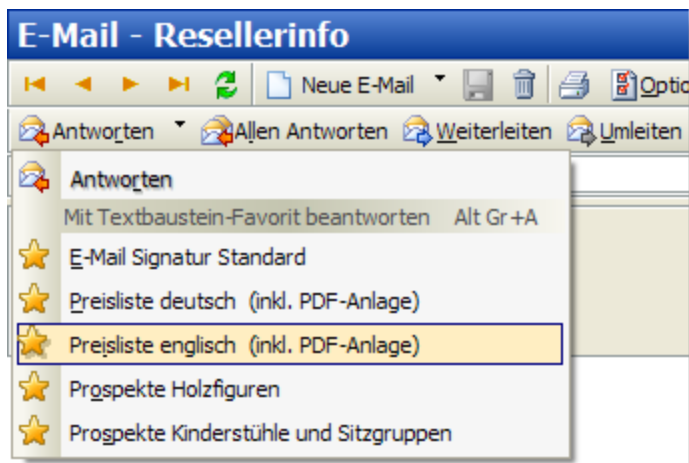 E-Mail - Resellerinfo
Neue E-Mail
Antworten Allen Antworten Weiterleiten Umleiten
Antworten
Mit Textbaustein-Favorit beantworten Alt Gr+A
E-Mail Signatur Standard
Preisliste deutsch (inkl. PDF-Anlage)
Preisliste englisch (inkl. PDF-Anlage)
Prospekte Holzfiguren
Prospekte Kinderstühle und Sitzgruppen